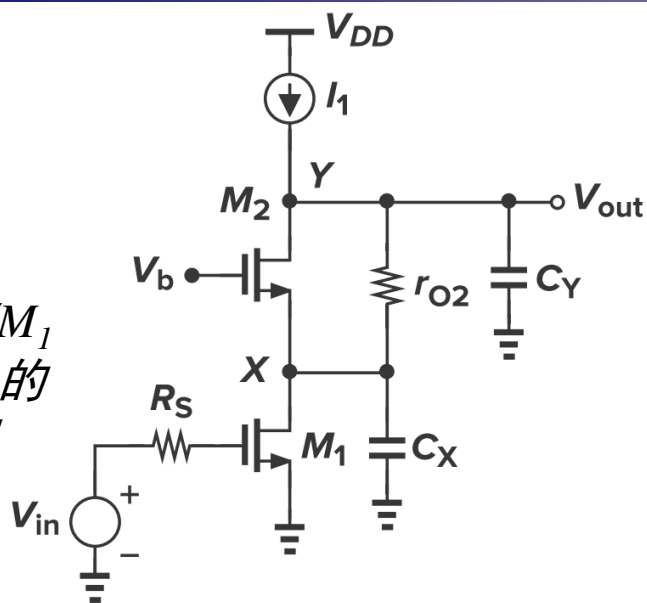 V_DD
I_1
Y
M_2
V_out
V_b
r_O2
C_Y
M_1
的
X
R_S
M_1
C_X
V_in
+
−